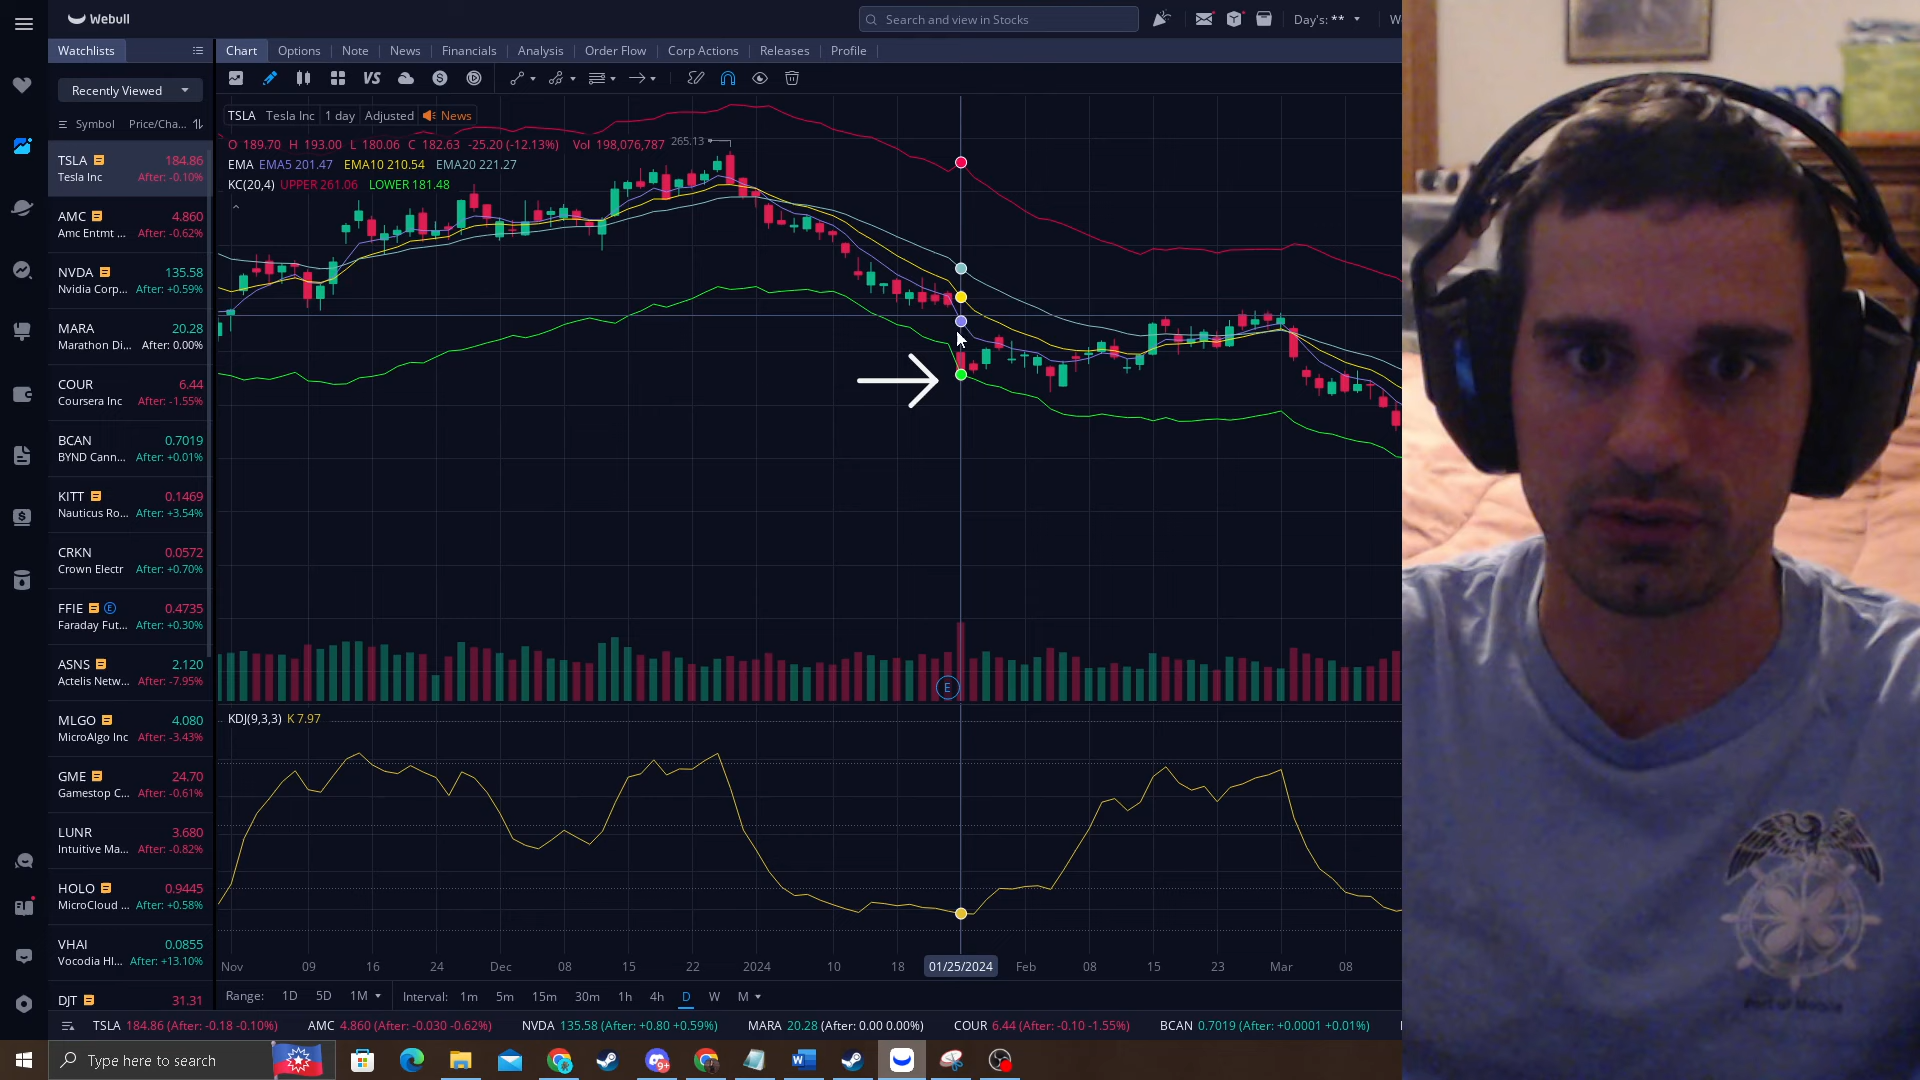 Webull
Search and view in Stocks
Day's: **
W
Watchlists
Chart
Options
Note
News
Financials
Analysis
Order Flow
Corp Actions
Releases
Profile
Recently Viewed
VS
S
Symbol Price/Cha...
TSLA Tesla Inc 1 day Adjusted News
O 189.70 H 193.00 L 180.06 C 182.63 -25.20 (-12.13%) Vol 198,076,787
265.13
EMA EMA5 201.47 EMA10 210.54 EMA20 221.27
KC(20,4) UPPER 261.06 LOWER 181.48
TSLA 184.86
Tesla Inc After: -0.10%
AMC 4.860
Amc Entmt ... After: -0.62%
NVDA 135.58
Nvidia Corp... After: +0.59%
MARA 20.28
Marathon Di... After: 0.00%
COUR 6.44
Coursera Inc After: -1.55%
BCAN 0.7019
BYND Cann... After: +0.01%
KITT 0.1469
Nauticus Ro... After: +3.54%
CRKN 0.0572
Crown Electr After: +0.70%
FFIE E 0.4735
Faraday Fut... After: +0.30%
ASNS 2.120
Actelis Netw... After: -7.95%
MLGO 4.080
MicroAlgo Inc After: -3.43%
GME 24.70
Gamestop C... After: -0.61%
LUNR 3.680
Intuitive Ma... After: -0.82%
HOLO 0.9445
MicroCloud ... After: +0.58%
VHAI 0.0855
Vocodia Hl... After: +13.10%
DJT 31.31
E
KDJ(9,3,3) K 7.97
Nov 09 16 24 Dec 08 15 22 2024 10 18 01/25/2024 Feb 08 15 23 Mar 08
Range: 1D 5D 1M Interval: 1m 5m 15m 30m 1h 4h D W M
TSLA 184.86 (After: -0.18 -0.10%) AMC 4.860 (After: -0.030 -0.62%) NVDA 135.58 (After: +0.80 +0.59%) MARA 20.28 (After: 0.00 0.00%) COUR 6.44 (After: -0.10 -1.55%) BCAN 0.7019 (After: +0.0001 +0.01%)
Type here to search
9+